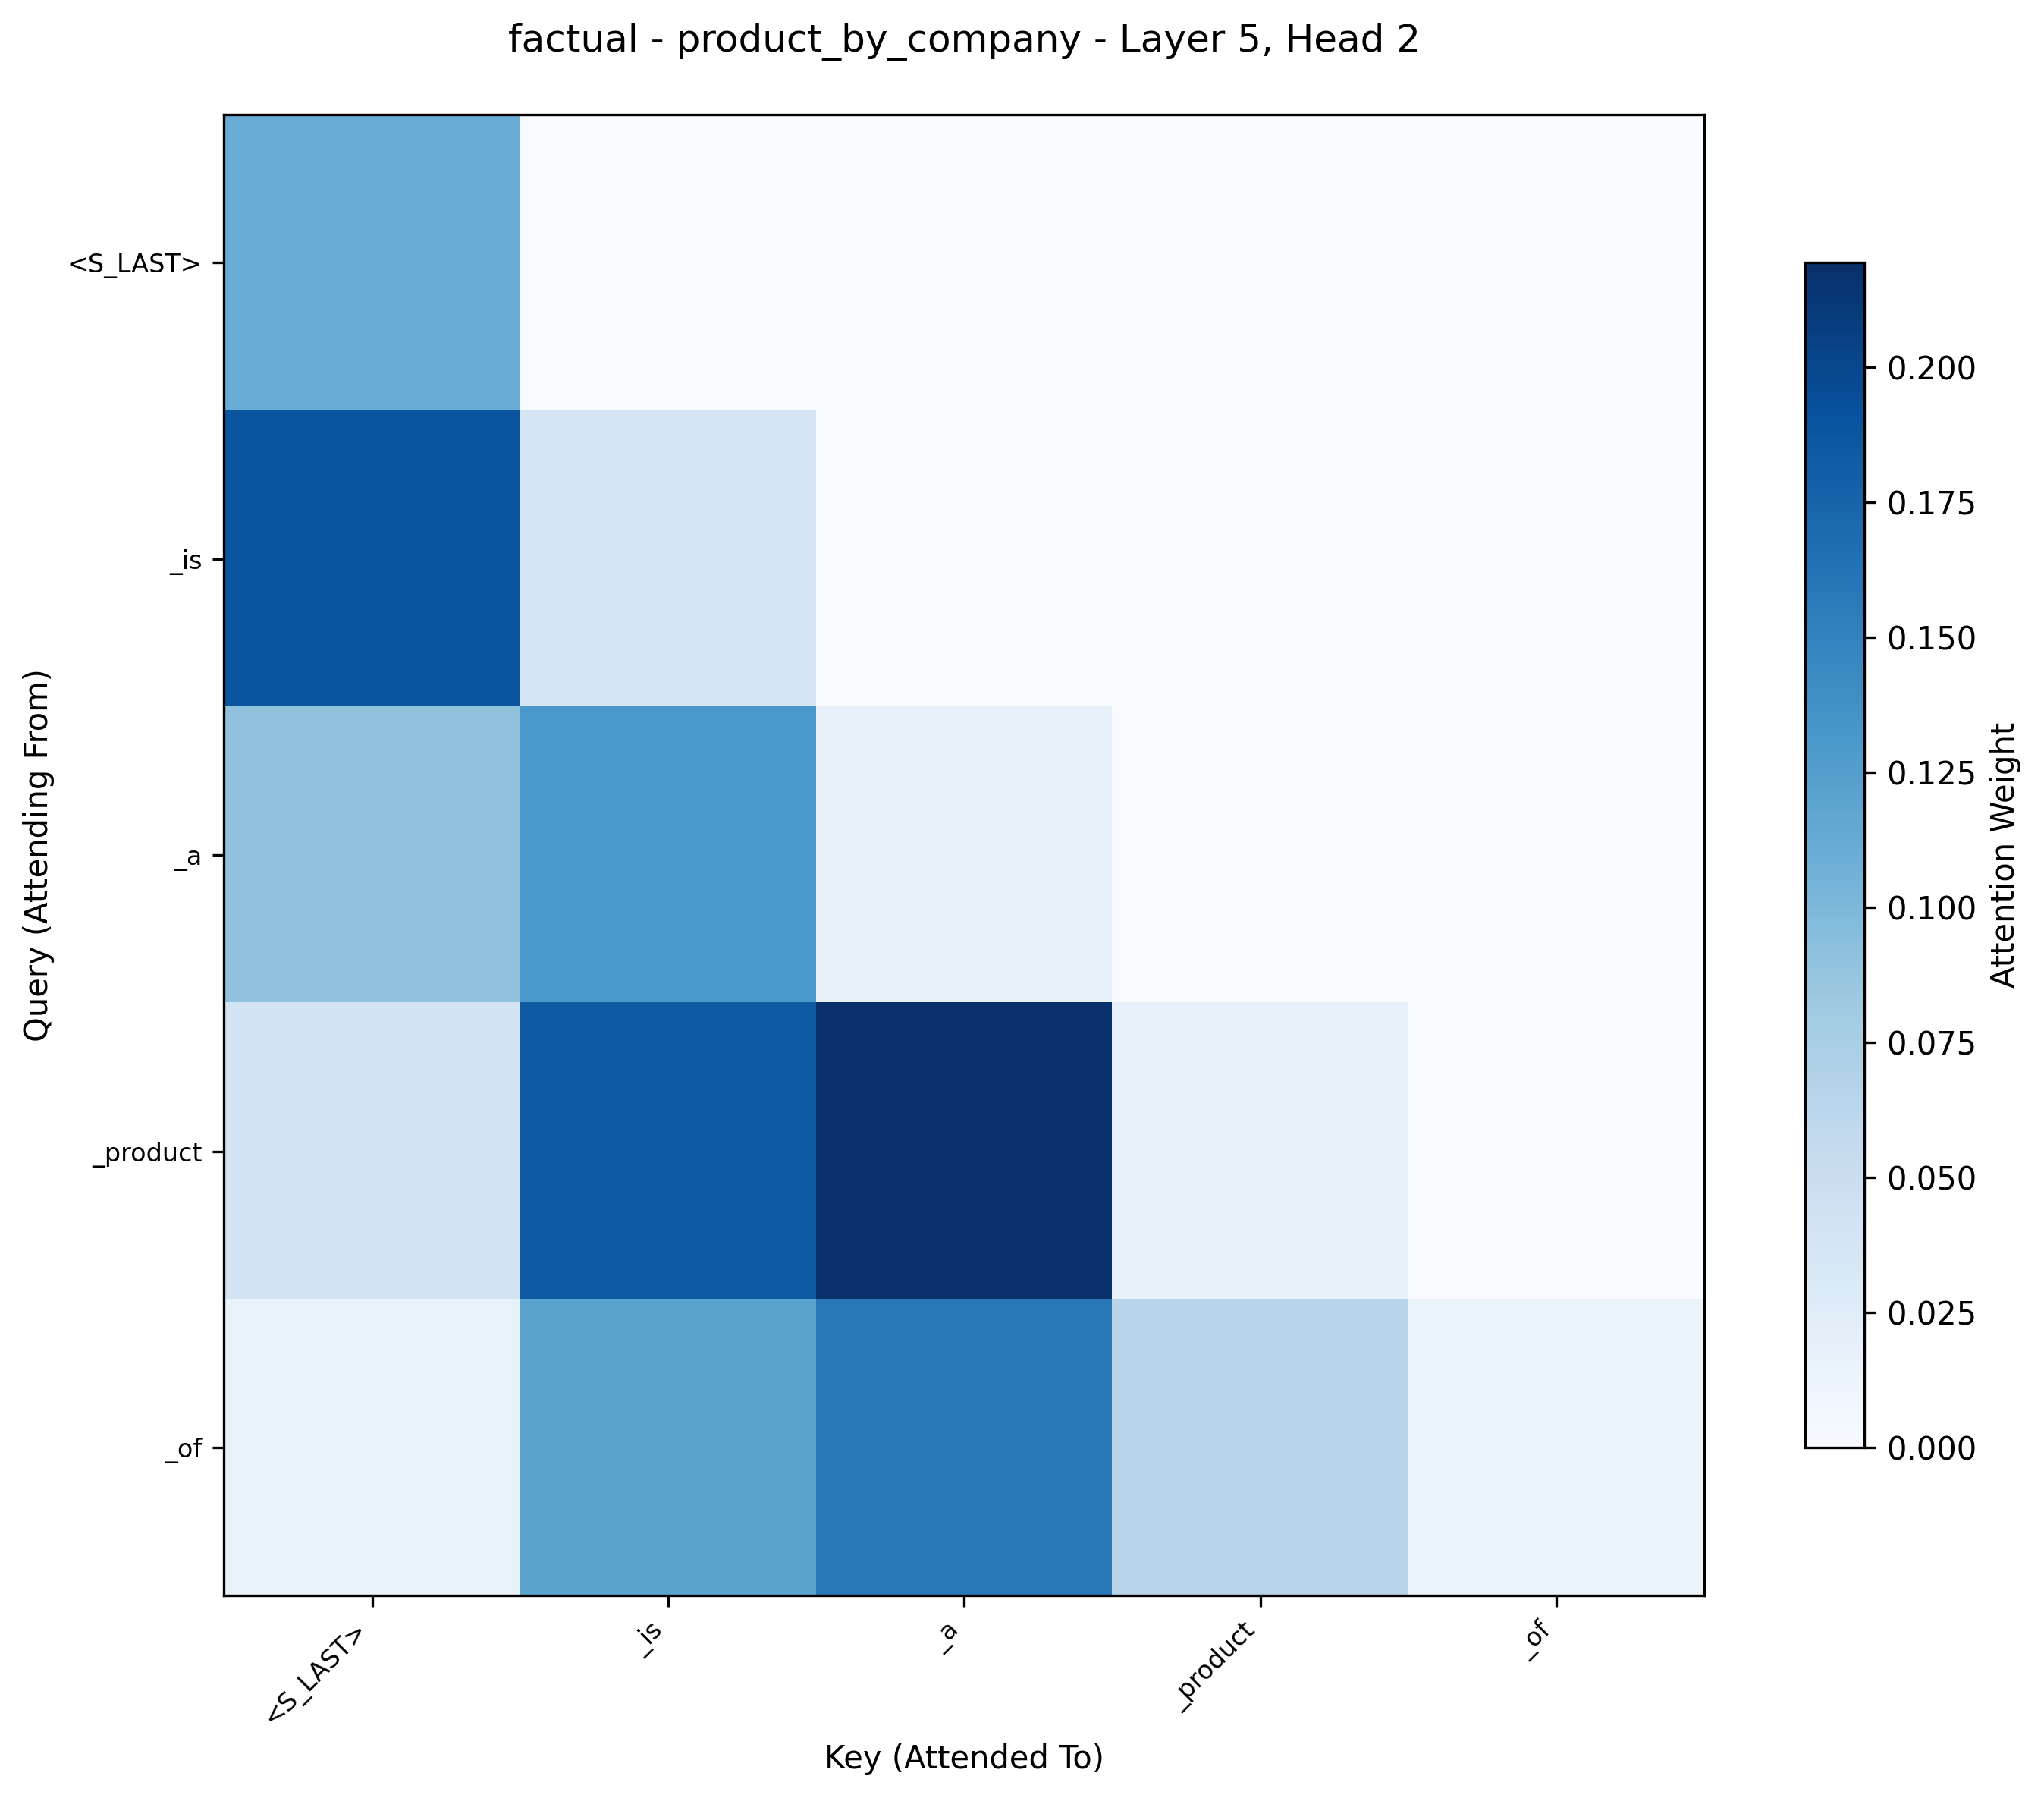 factual - product_by_company - Layer 5, Head 2
Query (Attending From)
<S_LAST>
_is
_a
_product
_of
<S_LAST>
_is
_a
_product
_of
Key (Attended To)
0.200
0.175
0.150
0.125
0.100
0.075
0.050
0.025
0.000
Attention Weight